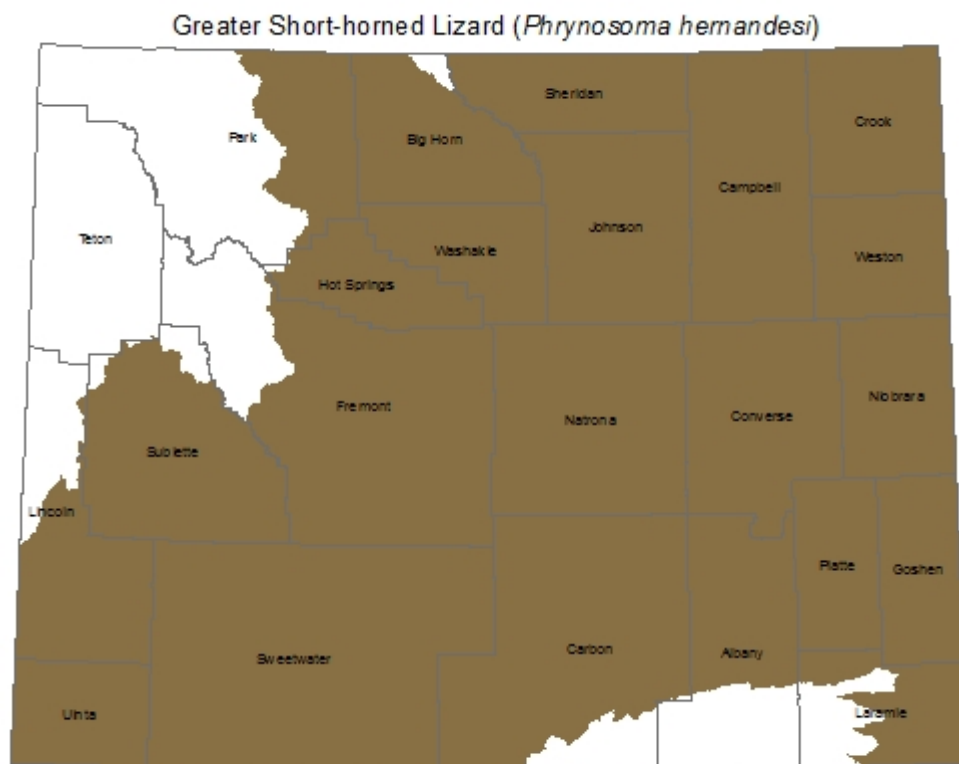 Greater Short-horned Lizard (Phrynosoma hernandesi)
Sheridan
Crook
Park
Big Horn
Campbell
Johnson
Teton
Washakie
Weston
Hot Springs
Fremont
Niobrara
Natrona
Converse
Sublette
Lincoln
Platte
Goshen
Carbon
Albany
Sweetwater
Uinta
Laramie